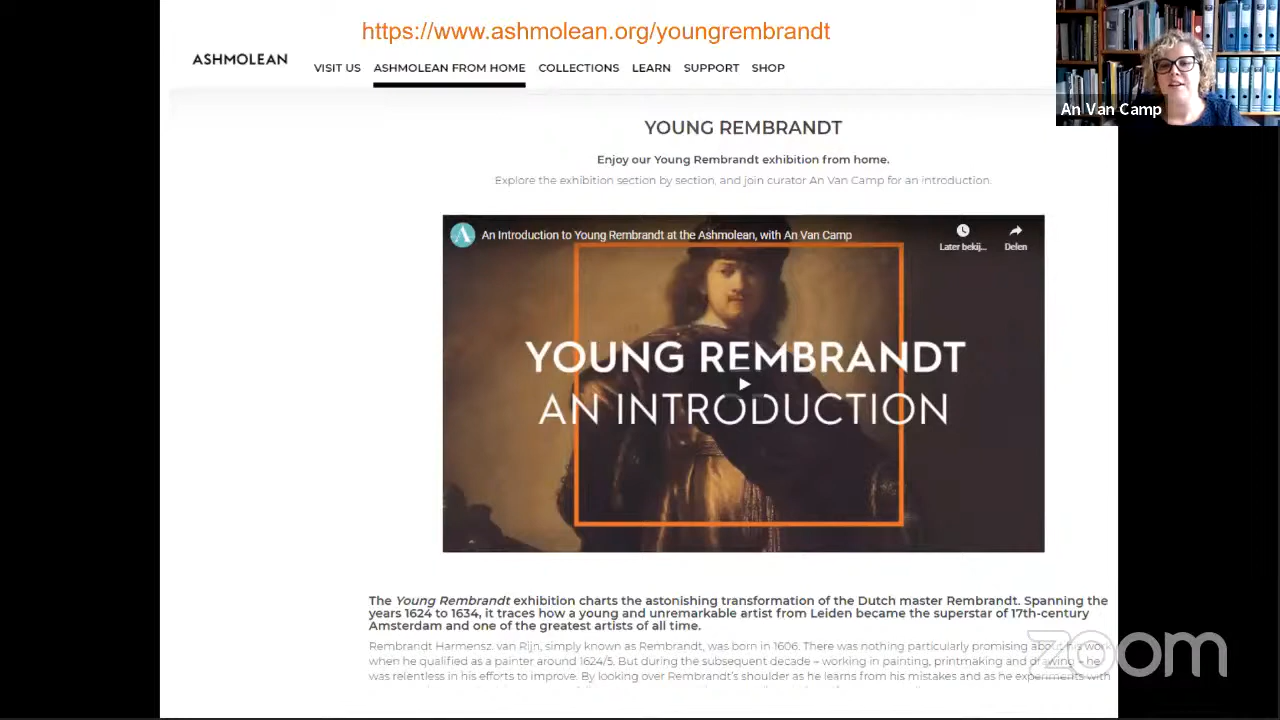 https://www.ashmolean.org/youngrembrandt
ASHMOLEAN
VISIT US ASHMOLEAN FROM HOME COLLECTIONS LEARN SUPPORT SHOP
An Van Camp
YOUNG REMBRANDT
Enjoy our Young Rembrandt exhibition from home.
Explore the exhibition section by section, and join curator An Van Camp for an introduction.
An Introduction to Young Rembrandt at the Ashmolean, with An Van Camp
Later bekij... Delen
YOUNG REMBRANDT
AN INTRODUCTION
The Young Rembrandt exhibition charts the astonishing transformation of the Dutch master Rembrandt. Spanning the
years 1624 to 1634, it traces how a young and unremarkable artist from Leiden became the superstar of 17th-century
Amsterdam and one of the greatest artists of all time.
Rembrandt Harmensz. van Rijn, simply known as Rembrandt, was born in 1606. There was nothing particularly promising about his work
when he qualified as a painter around 1624/5. But during the subsequent decade – working in painting, printmaking and drawing – he
was relentless in his efforts to improve. By looking over Rembrandt's shoulder as he learns from his mistakes and as he experiments with
zoom